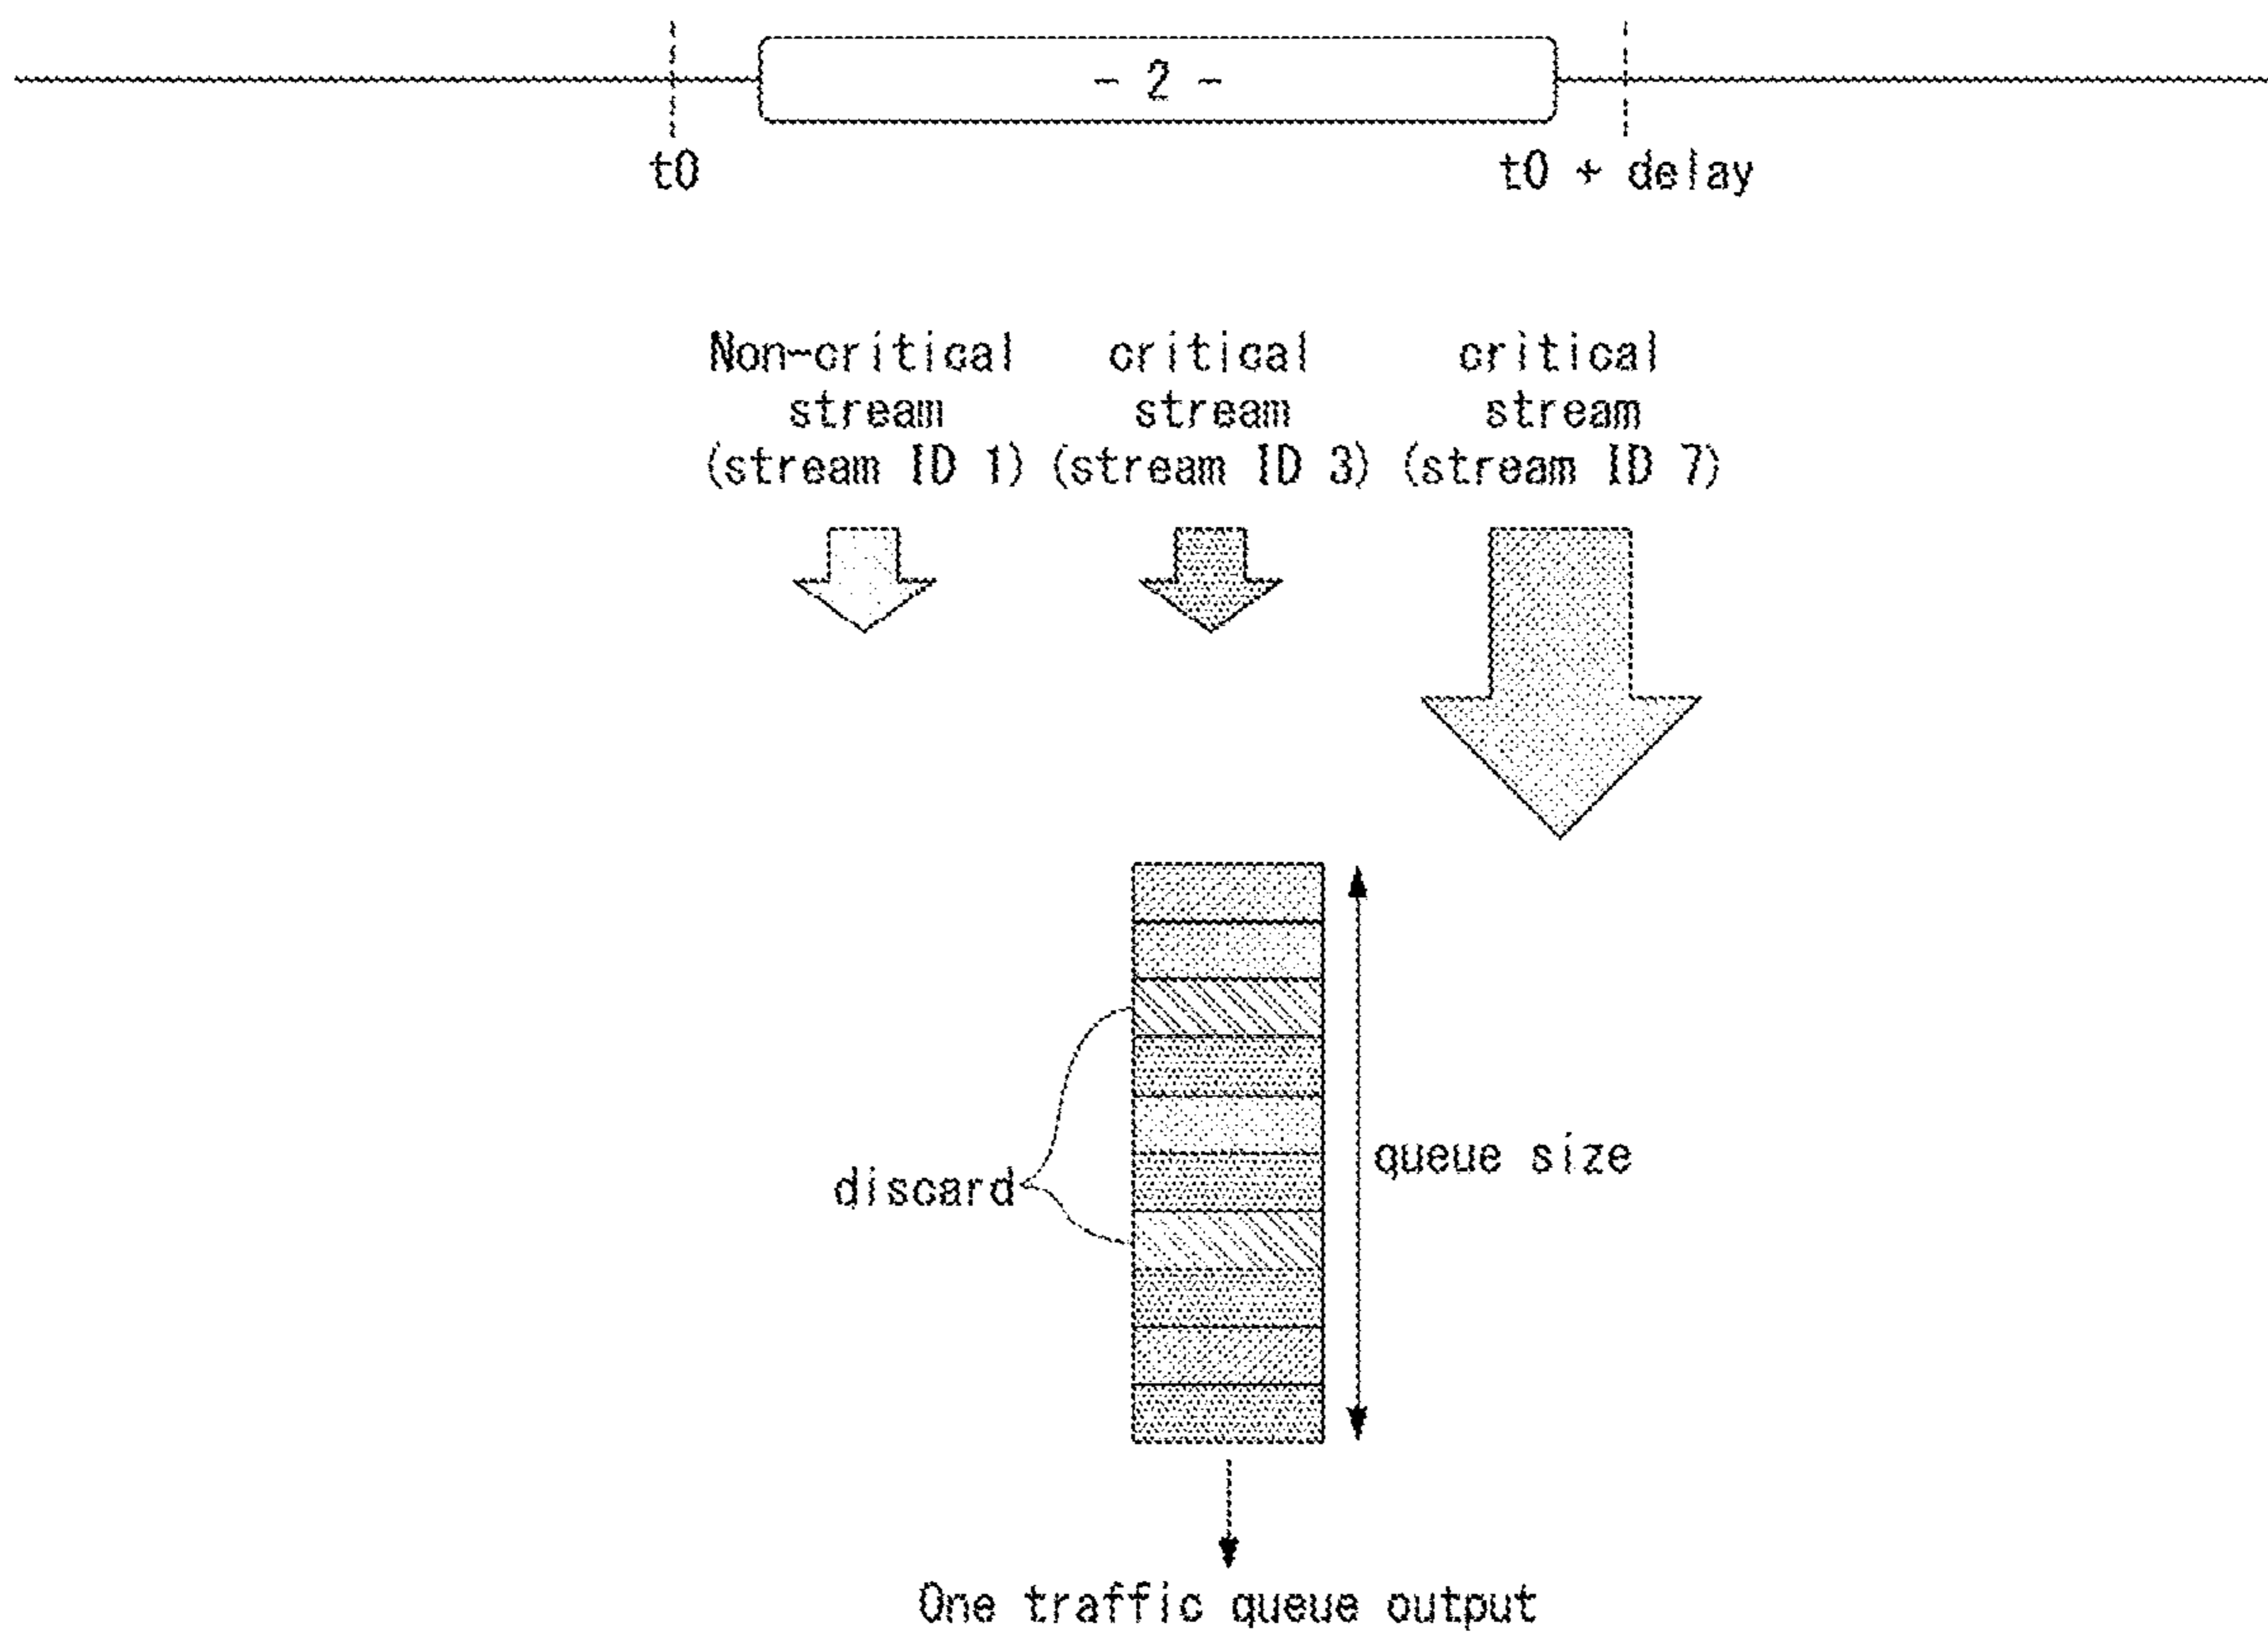 - 2 -
t0
t0 + delay
Non-critical
stream
(stream ID 1)
critical
stream
(stream ID 3)
critical
stream
(stream ID 7)
discard
queue size
One traffic queue output